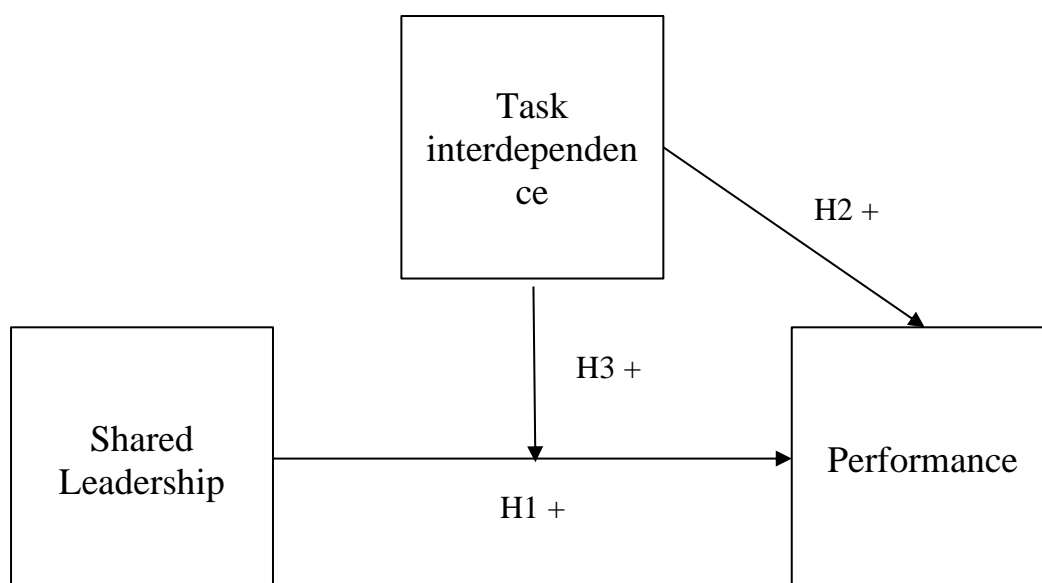 Task
interdependen
ce
H2 +
H3 +
Shared
Leadership
Performance
H1 +